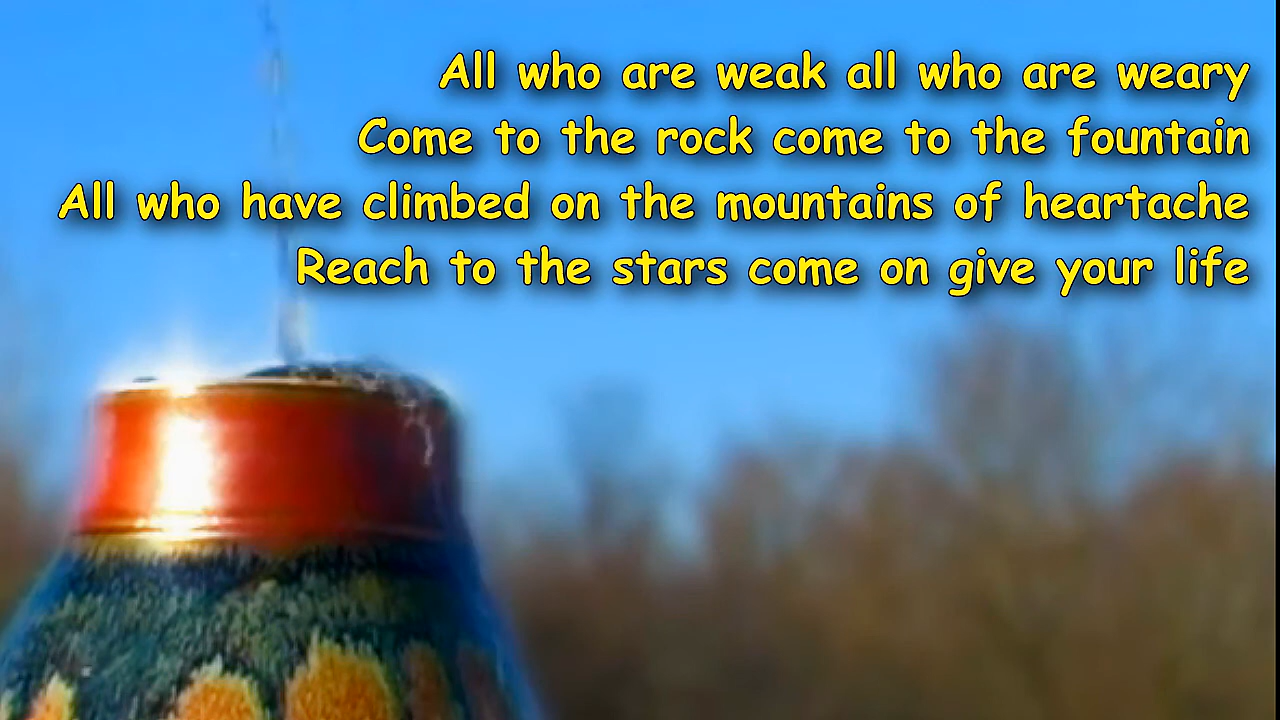 All who are weak all who are weary
Come to the rock come to the fountain
All who have climbed on the mountains of heartache
Reach to the stars come on give your life